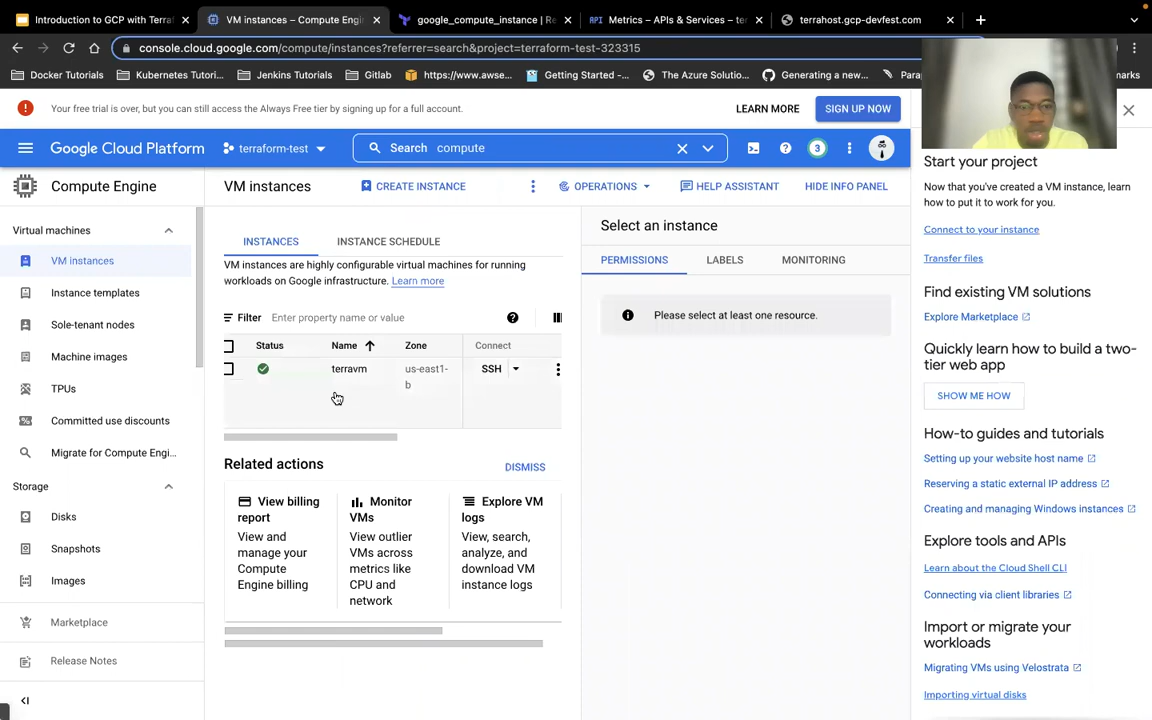 Introduction to GCP with Terra
VM instances – Compute Engi
google_compute_instance | Re
API Metrics – APIs & Services – ter
terrahost.gcp-devfest.com
console.cloud.google.com/compute/instances?referrer=search&project=terraform-test-323315
Docker Tutorials
Kubernetes Tutori...
Jenkins Tutorials
Gitlab
https://www.awse...
Getting Started -...
The Azure Solutio...
Generating a new...
Parap
marks
Your free trial is over, but you can still access the Always Free tier by signing up for a full account.
LEARN MORE
SIGN UP NOW
Google Cloud Platform
terraform-test
Search compute
3
Compute Engine
VM instances
CREATE INSTANCE
OPERATIONS
HELP ASSISTANT
HIDE INFO PANEL
Virtual machines
VM instances
Instance templates
Sole-tenant nodes
Machine images
TPUs
Committed use discounts
Migrate for Compute Engi...
Storage
Disks
Snapshots
Images
Marketplace
Release Notes
INSTANCES
INSTANCE SCHEDULE
VM instances are highly configurable virtual machines for running
workloads on Google infrastructure. Learn more
Filter Enter property name or value
Status
Name
Zone
Connect
terravm
us-east1-
b
SSH
Related actions
DISMISS
View billing
report
View and
manage your
Compute
Engine billing
Monitor
VMs
View outlier
VMs across
metrics like
CPU and
network
Explore VM
logs
View, search,
analyze, and
download VM
instance logs
Select an instance
PERMISSIONS
LABELS
MONITORING
Please select at least one resource.
Start your project
Now that you've created a VM instance, learn
how to put it to work for you.
Connect to your instance
Transfer files
Find existing VM solutions
Explore Marketplace
Quickly learn how to build a two-
tier web app
SHOW ME HOW
How-to guides and tutorials
Setting up your website host name
Reserving a static external IP address
Creating and managing Windows instances
Explore tools and APIs
Learn about the Cloud Shell CLI
Connecting via client libraries
Import or migrate your
workloads
Migrating VMs using Velostrata
Importing virtual disks